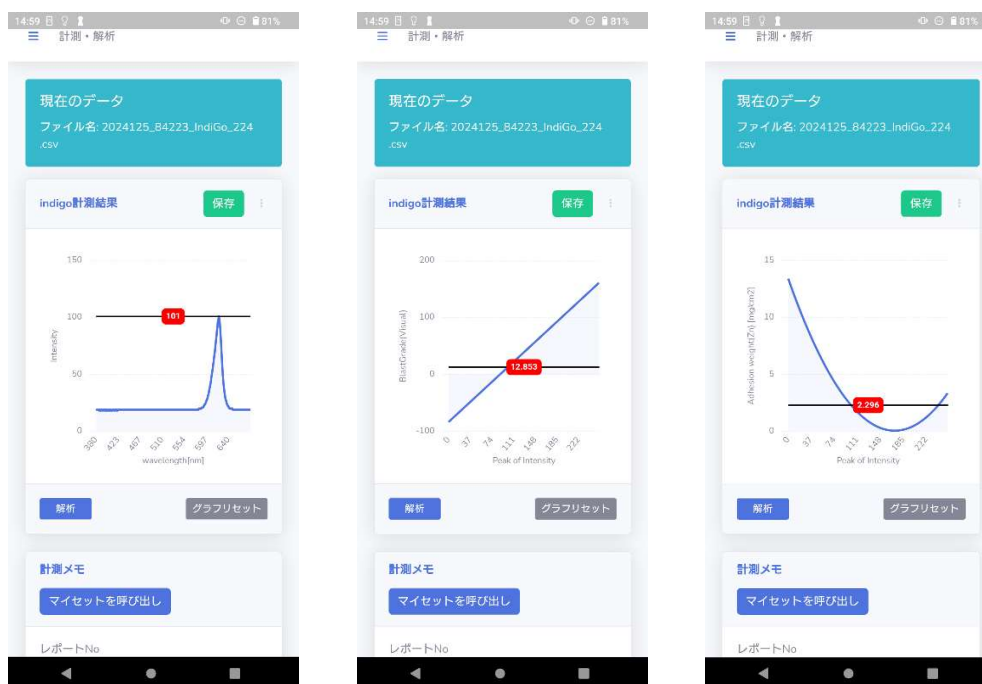 14:59
81%
計測・解析
現在のデータ
ファイル名: 2024125_84223_IndiGo_224
.csv
indigo計測結果
保存
150
100
50
0
Intensity
101
380
423
467
510
554
597
640
wavelength[nm]
解析
グラフリセット
計測メモ
マイセットを呼び出し
レポートNo
14:59
81%
計測・解析
現在のデータ
ファイル名: 2024125_84223_IndiGo_224
.csv
indigo計測結果
保存
200
100
0
-100
BlastGrade(Visual)
12.853
0
37
74
111
148
185
222
Peak of Intensity
解析
グラフリセット
計測メモ
マイセットを呼び出し
レポートNo
14:59
81%
計測・解析
現在のデータ
ファイル名: 2024125_84223_IndiGo_224
.csv
indigo計測結果
保存
15
10
5
0
Adhesion weight(Zn)
2.296
0
37
74
111
148
185
222
Peak of Intensity
解析
グラフリセット
計測メモ
マイセットを呼び出し
レポートNo